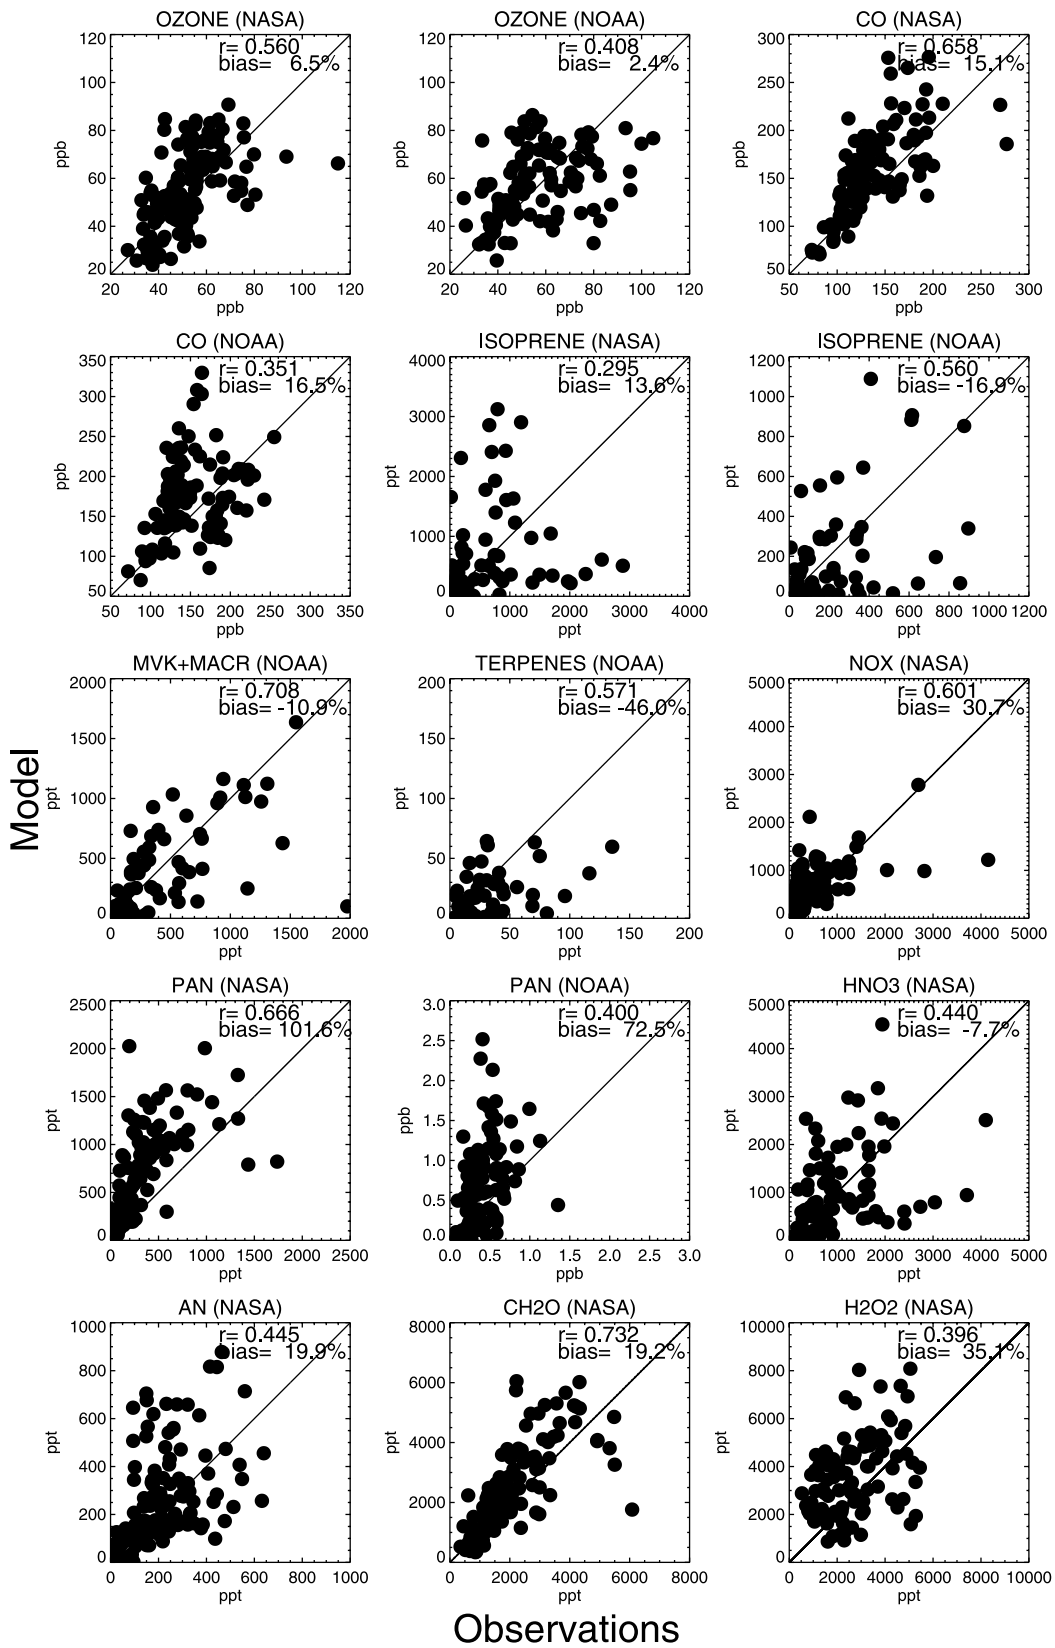 OZONE (NASA)
r= 0.560
bias= 6.5%
120
100
80
60
40
20
ppb
20 40 60 80 100 120
ppb
OZONE (NOAA)
r= 0.408
bias= 2.4%
120
100
80
60
40
20
ppb
20 40 60 80 100 120
ppb
CO (NASA)
r= 0.658
bias= 15.1%
300
250
200
150
100
50
ppb
50 100 150 200 250 300
ppb
CO (NOAA)
r= 0.351
bias= 16.5%
350
300
250
200
150
100
50
ppb
50 100 150 200 250 300 350
ppb
ISOPRENE (NASA)
r= 0.295
bias= 13.6%
4000
3000
2000
1000
0
ppt
0 1000 2000 3000 4000
ppt
ISOPRENE (NOAA)
r= 0.560
bias= -16.9%
1200
1000
800
600
400
200
0
ppt
0 200 400 600 800 1000 1200
ppt
MVK+MACR (NOAA)
r= 0.708
bias= -10.9%
2000
1500
1000
500
0
ppt
0 500 1000 1500 2000
ppt
TERPENES (NOAA)
r= 0.571
bias= -46.0%
200
150
100
50
0
ppt
0 50 100 150 200
ppt
NOX (NASA)
r= 0.601
bias= 30.7%
5000
4000
3000
2000
1000
0
ppt
0 1000 2000 3000 4000 5000
ppt
Model
PAN (NASA)
r= 0.666
bias= 101.6%
2500
2000
1500
1000
500
0
ppt
0 500 1000 1500 2000 2500
ppt
PAN (NOAA)
r= 0.400
bias= 72.5%
3.0
2.5
2.0
1.5
1.0
0.5
0.0
ppb
0.0 0.5 1.0 1.5 2.0 2.5 3.0
ppb
HNO3 (NASA)
r= 0.440
bias= -7.7%
5000
4000
3000
2000
1000
0
ppt
0 1000 2000 3000 4000 5000
ppt
AN (NASA)
r= 0.445
bias= 19.9%
1000
800
600
400
200
0
ppt
0 200 400 600 800 1000
ppt
CH2O (NASA)
r= 0.732
bias= 19.2%
8000
6000
4000
2000
0
ppt
0 2000 4000 6000 8000
ppt
H2O2 (NASA)
r= 0.396
bias= 35.1%
10000
8000
6000
4000
2000
0
ppt
0 2000 4000 6000 8000 10000
ppt
Observations